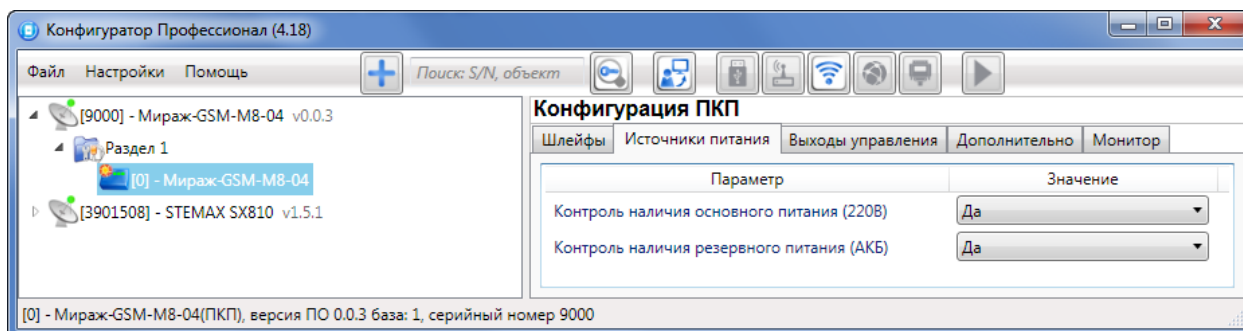 Конфигуратор Профессионал (4.18)
Файл Настройки Помощь
Поиск: S/N, объект
[9000] - Мираж-GSM-M8-04 v0.0.3
Раздел 1
[0] - Мираж-GSM-M8-04
[3901508] - STEMAX SX810 v1.5.1
Конфигурация ПКП
Шлейфы Источники питания Выходы управления Дополнительно Монитор
Параметр Значение
Контроль наличия основного питания (220В) Да
Контроль наличия резервного питания (АКБ) Да
[0] - Мираж-GSM-M8-04(ПКП), версия ПО 0.0.3 база: 1, серийный номер 9000